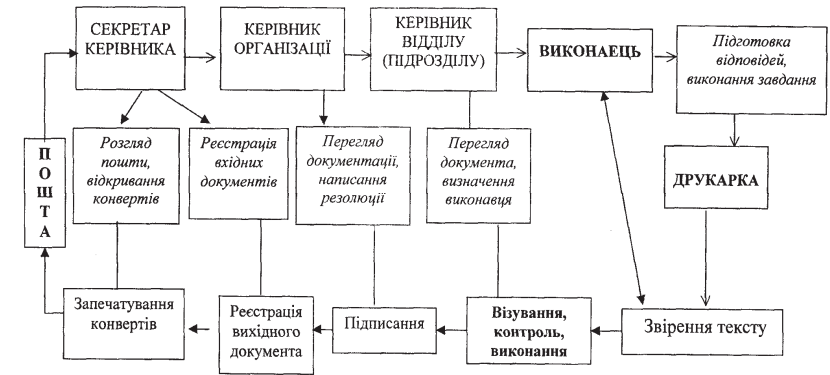 СЕКРЕТАР
КЕРІВНИКА
КЕРІВНИК
ОРГАНІЗАЦІЇ
КЕРІВНИК
ВІДДІЛУ
(ПІДРОЗДІЛУ)
ВИКОНАЕЦЬ
Підготовка
відповідей,
виконання завдання
П
О
Ш
Т
А
Розгляд
пошти,
відкривання
конвертів
Реєстрація
вхідних
документів
Перегляд
документації,
написання
резолюції
Перегляд
документа,
визначення
виконавця
ДРУКАРКА
Запечатування
конвертів
Реєстрація
вихідного
документа
Підписання
Візування,
контроль,
виконання
Звірення тексту